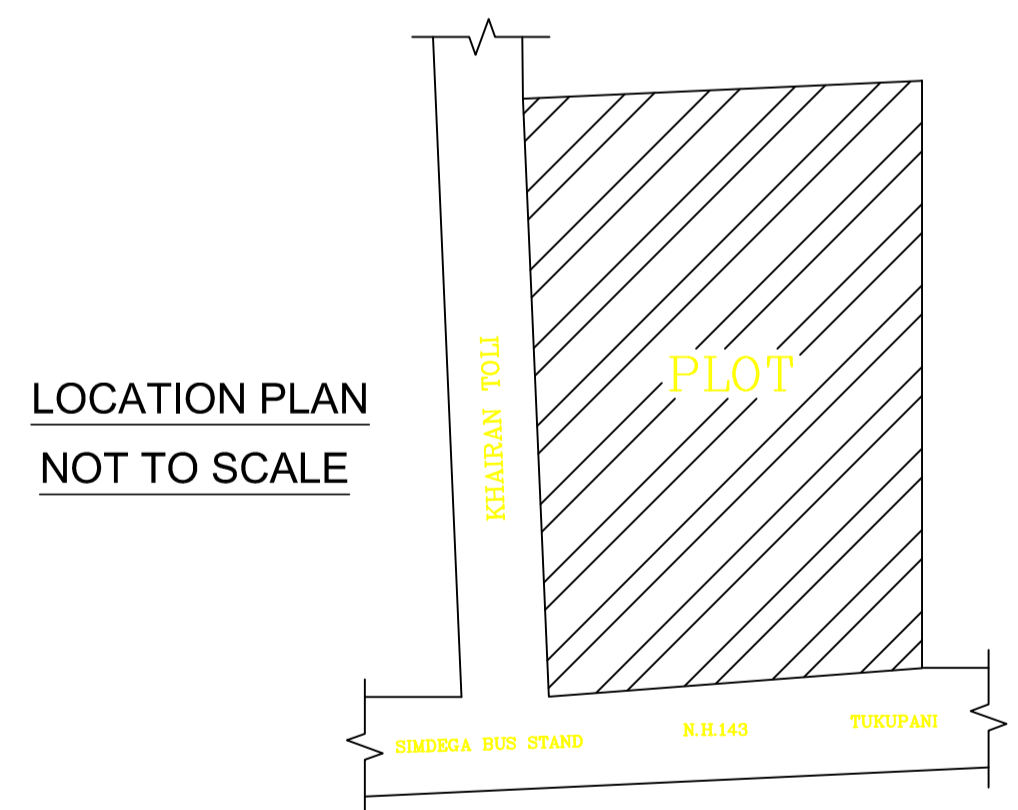 LOCATION PLAN
NOT TO SCALE
KHAIRAN TOLI
PLOT
SIMDEGA BUS STAND
N.H.143
TUKUPANI